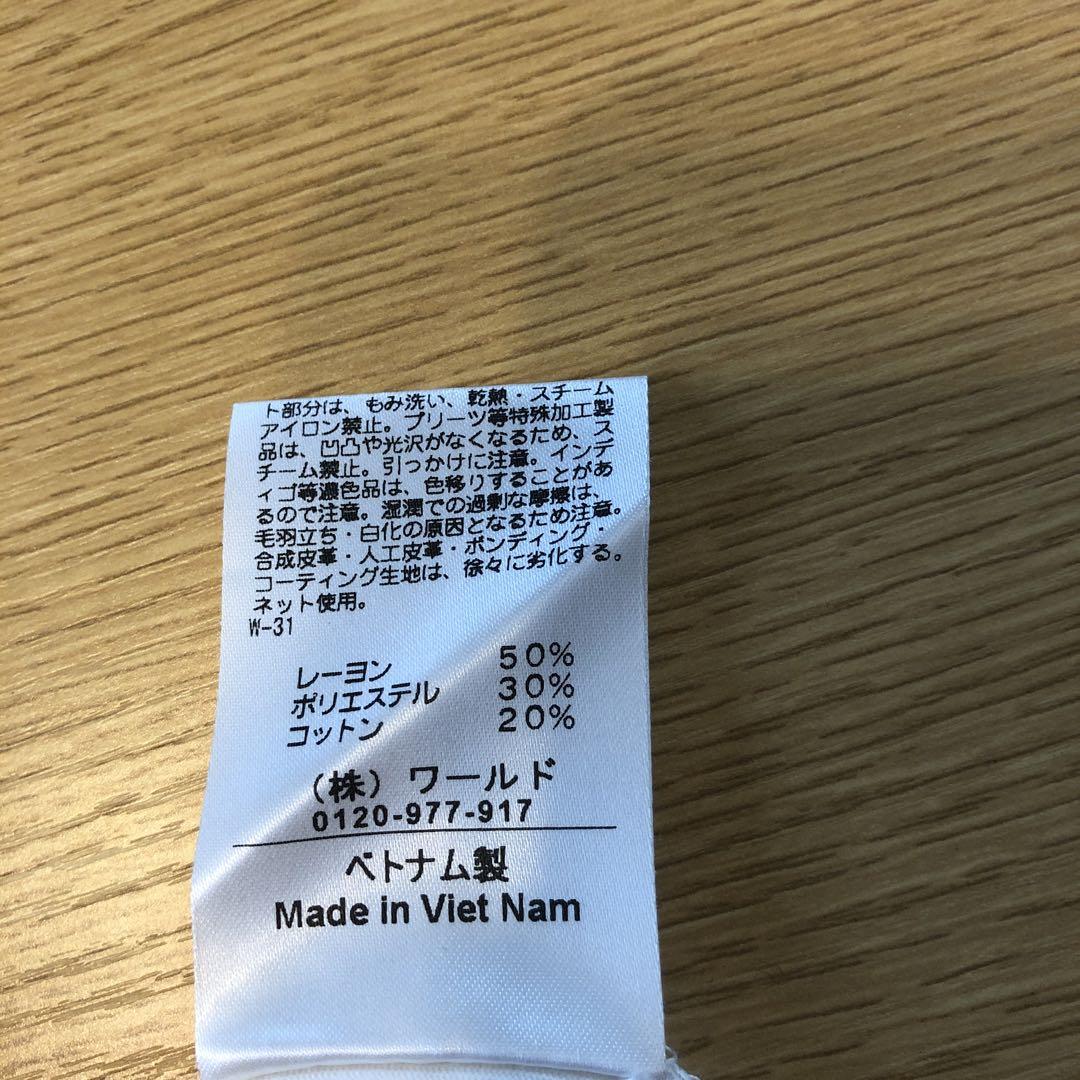 ト部分は、もみ洗い、乾熱・スチーム
アイロン禁止。プリーツ等特殊加工製
品は、凹凸や光沢がなくなるため、ス
チーム禁止。引っかけに注意。インデ
ィゴ等濃色品は、色移りすることがあ
るので注意。湿潤での過剰な摩擦は、
毛羽立ち・白化の原因となるため注意。
合成皮革・人工皮革・ボンディング・
コーティング生地は、徐々に劣化する。
ネット使用。
W-31
レーヨン 50%
ポリエステル 30%
コットン 20%
(株)ワールド
0120-977-917
ベトナム製
Made in Viet Nam